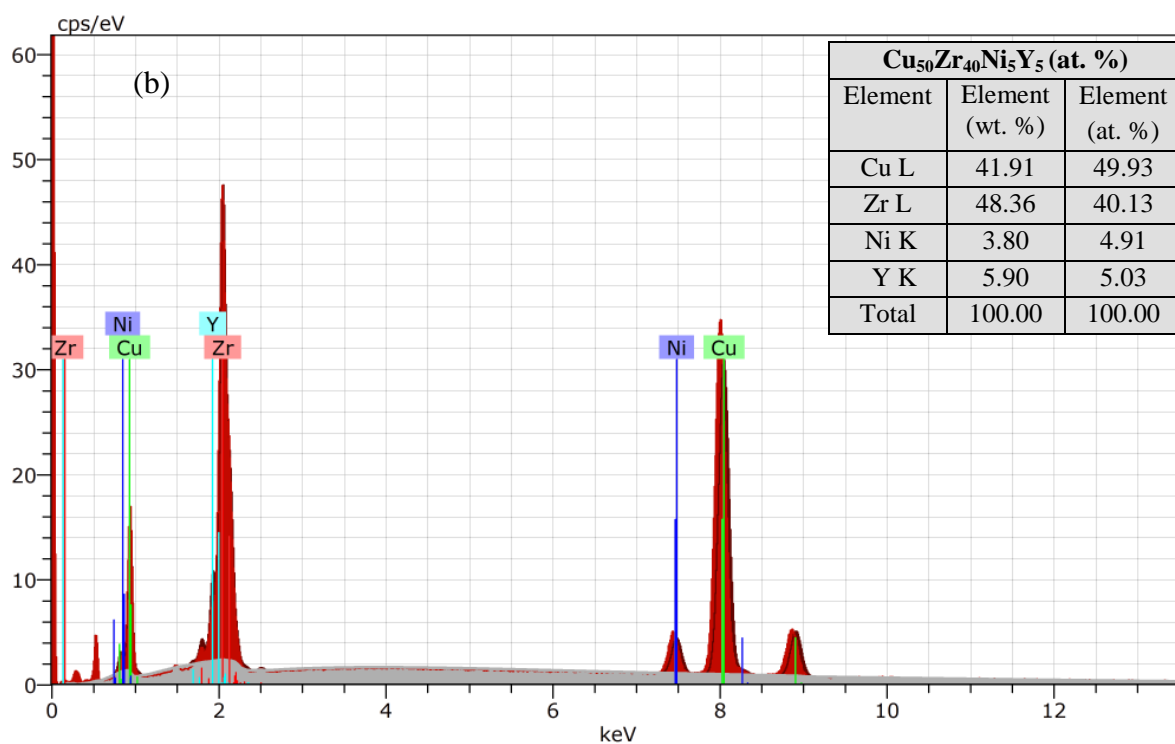 cps/eV
60
50
40
30
20
10
0
(b)
Cu₅₀Zr₄₀Ni₅Y₅ (at. %)
Element Element (wt. %) Element (at. %)
Cu L 41.91 49.93
Zr L 48.36 40.13
Ni K 3.80 4.91
Y K 5.90 5.03
Total 100.00 100.00
Ni Y
Zr Cu Zr Ni Cu
0 2 4 6 8 10 12
keV